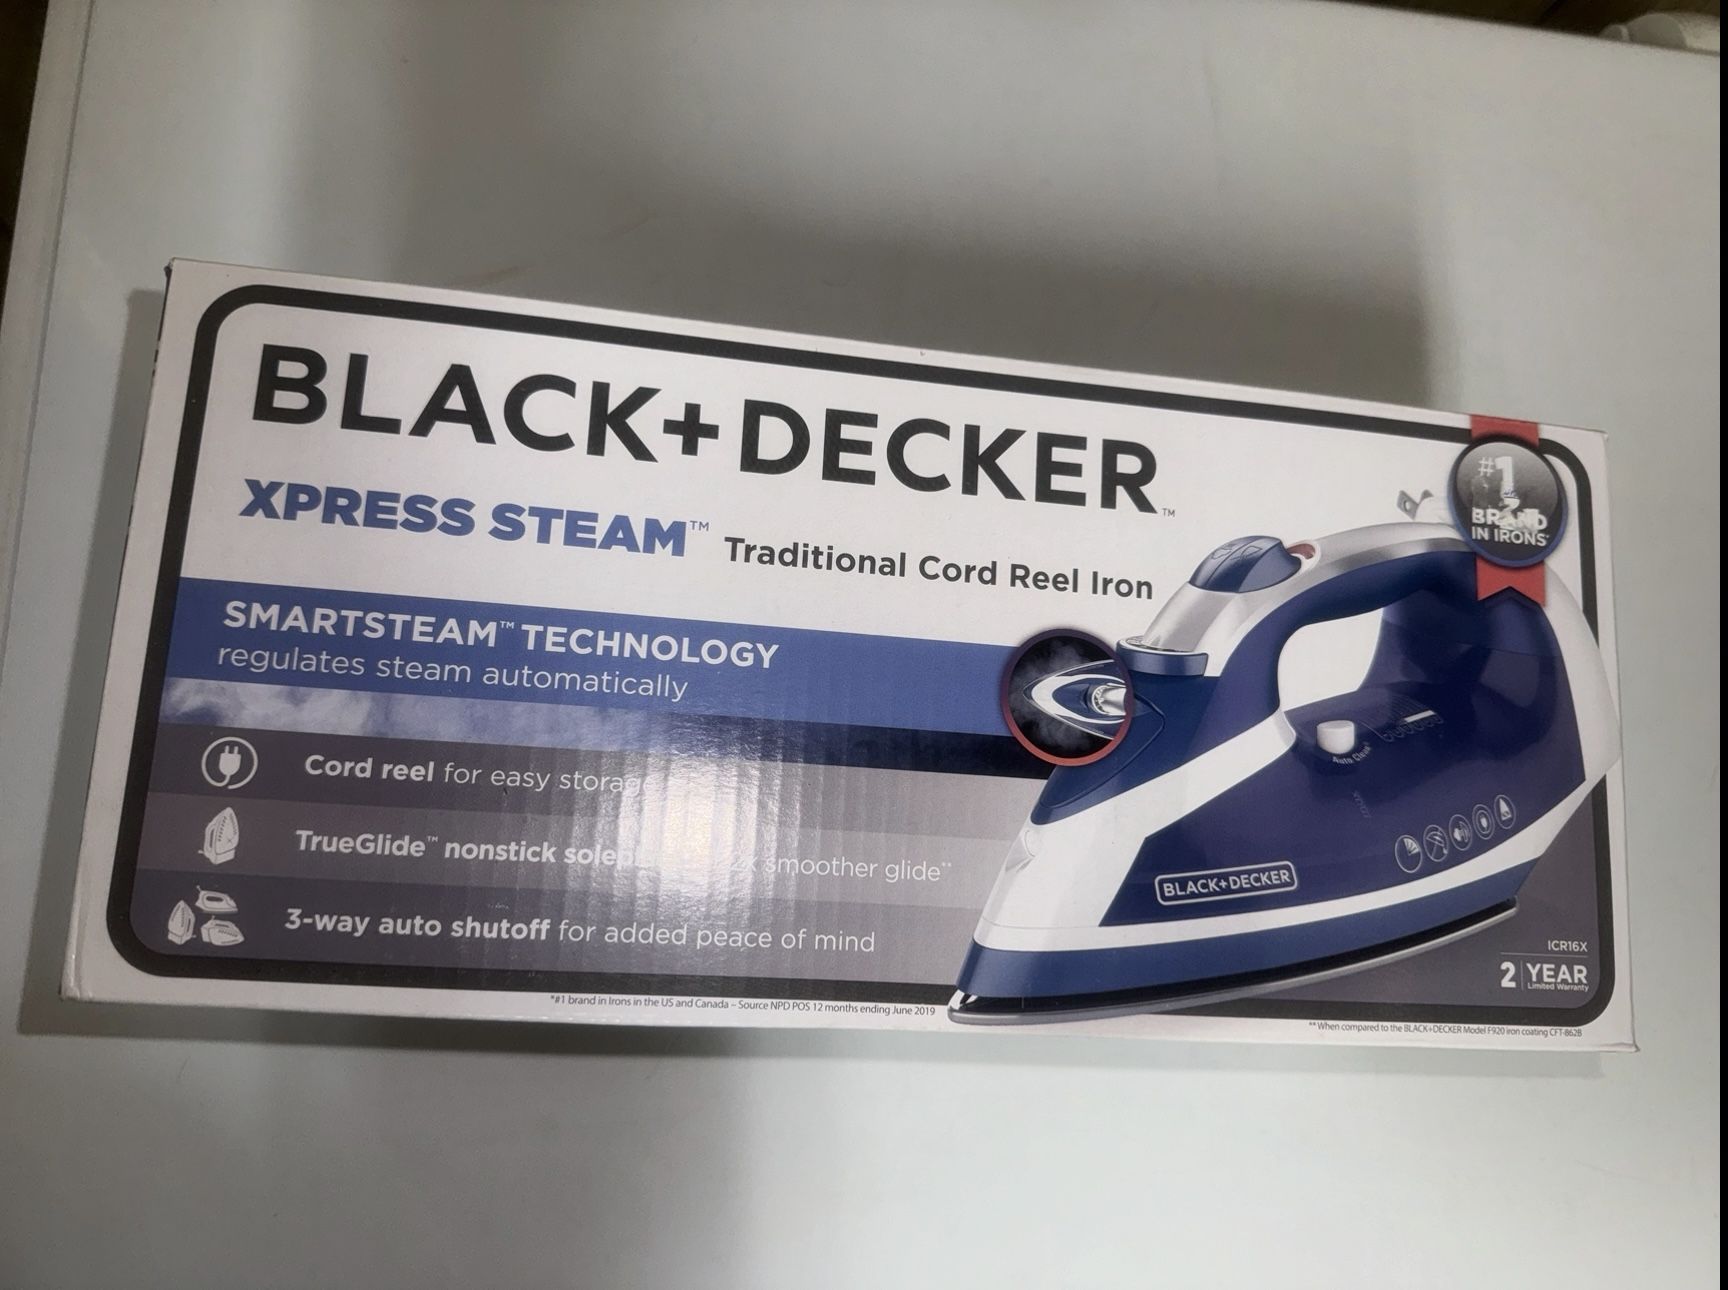 BLACK+DECKER™
XPRESS STEAM™ Traditional Cord Reel Iron
#1
BRAND
IN IRONS*
SMARTSTEAM™ TECHNOLOGY
regulates steam automatically
Cord reel for easy storage
TrueGlide™ nonstick smoother glide**
3-way auto shutoff for added peace of mind
Auto Clean
BLACK+DECKER
ICR16X
2 YEAR
Limited Warranty
*#1 brand in Irons in the US and Canada – Source NPD POS 12 months ending June 2019
**When compared to the BLACK+DECKER Model F920 iron coating CFT-862B